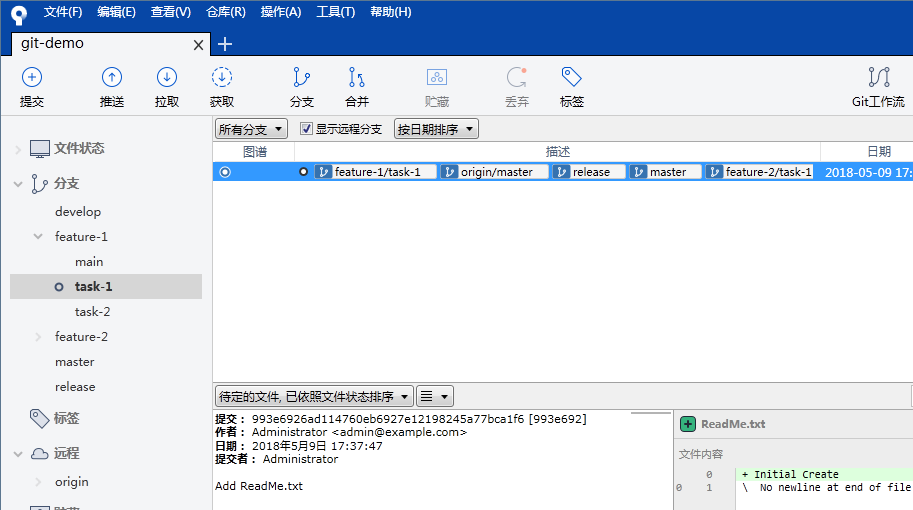 文件(F) 编辑(E) 查看(V) 仓库(R) 操作(A) 工具(T) 帮助(H)
git-demo
提交 推送 拉取 获取 分支 合并 贮藏 丢弃 标签 Git工作流
所有分支 显示远程分支 按日期排序
图谱 描述 日期
feature-1/task-1 origin/master release master feature-2/task-1 2018-05-09 17:
文件状态
分支
develop
feature-1
main
task-1
task-2
feature-2
master
release
标签
远程
origin
待定的文件, 已依照文件状态排序
提交： 993e6926ad114760eb6927e12198245a77bca1f6 [993e692]
作者： Administrator <admin@example.com>
日期： 2018年5月9日 17:37:47
提交者： Administrator
Add ReadMe.txt
ReadMe.txt
文件内容
0 + Initial Create
0 1 \ No newline at end of file